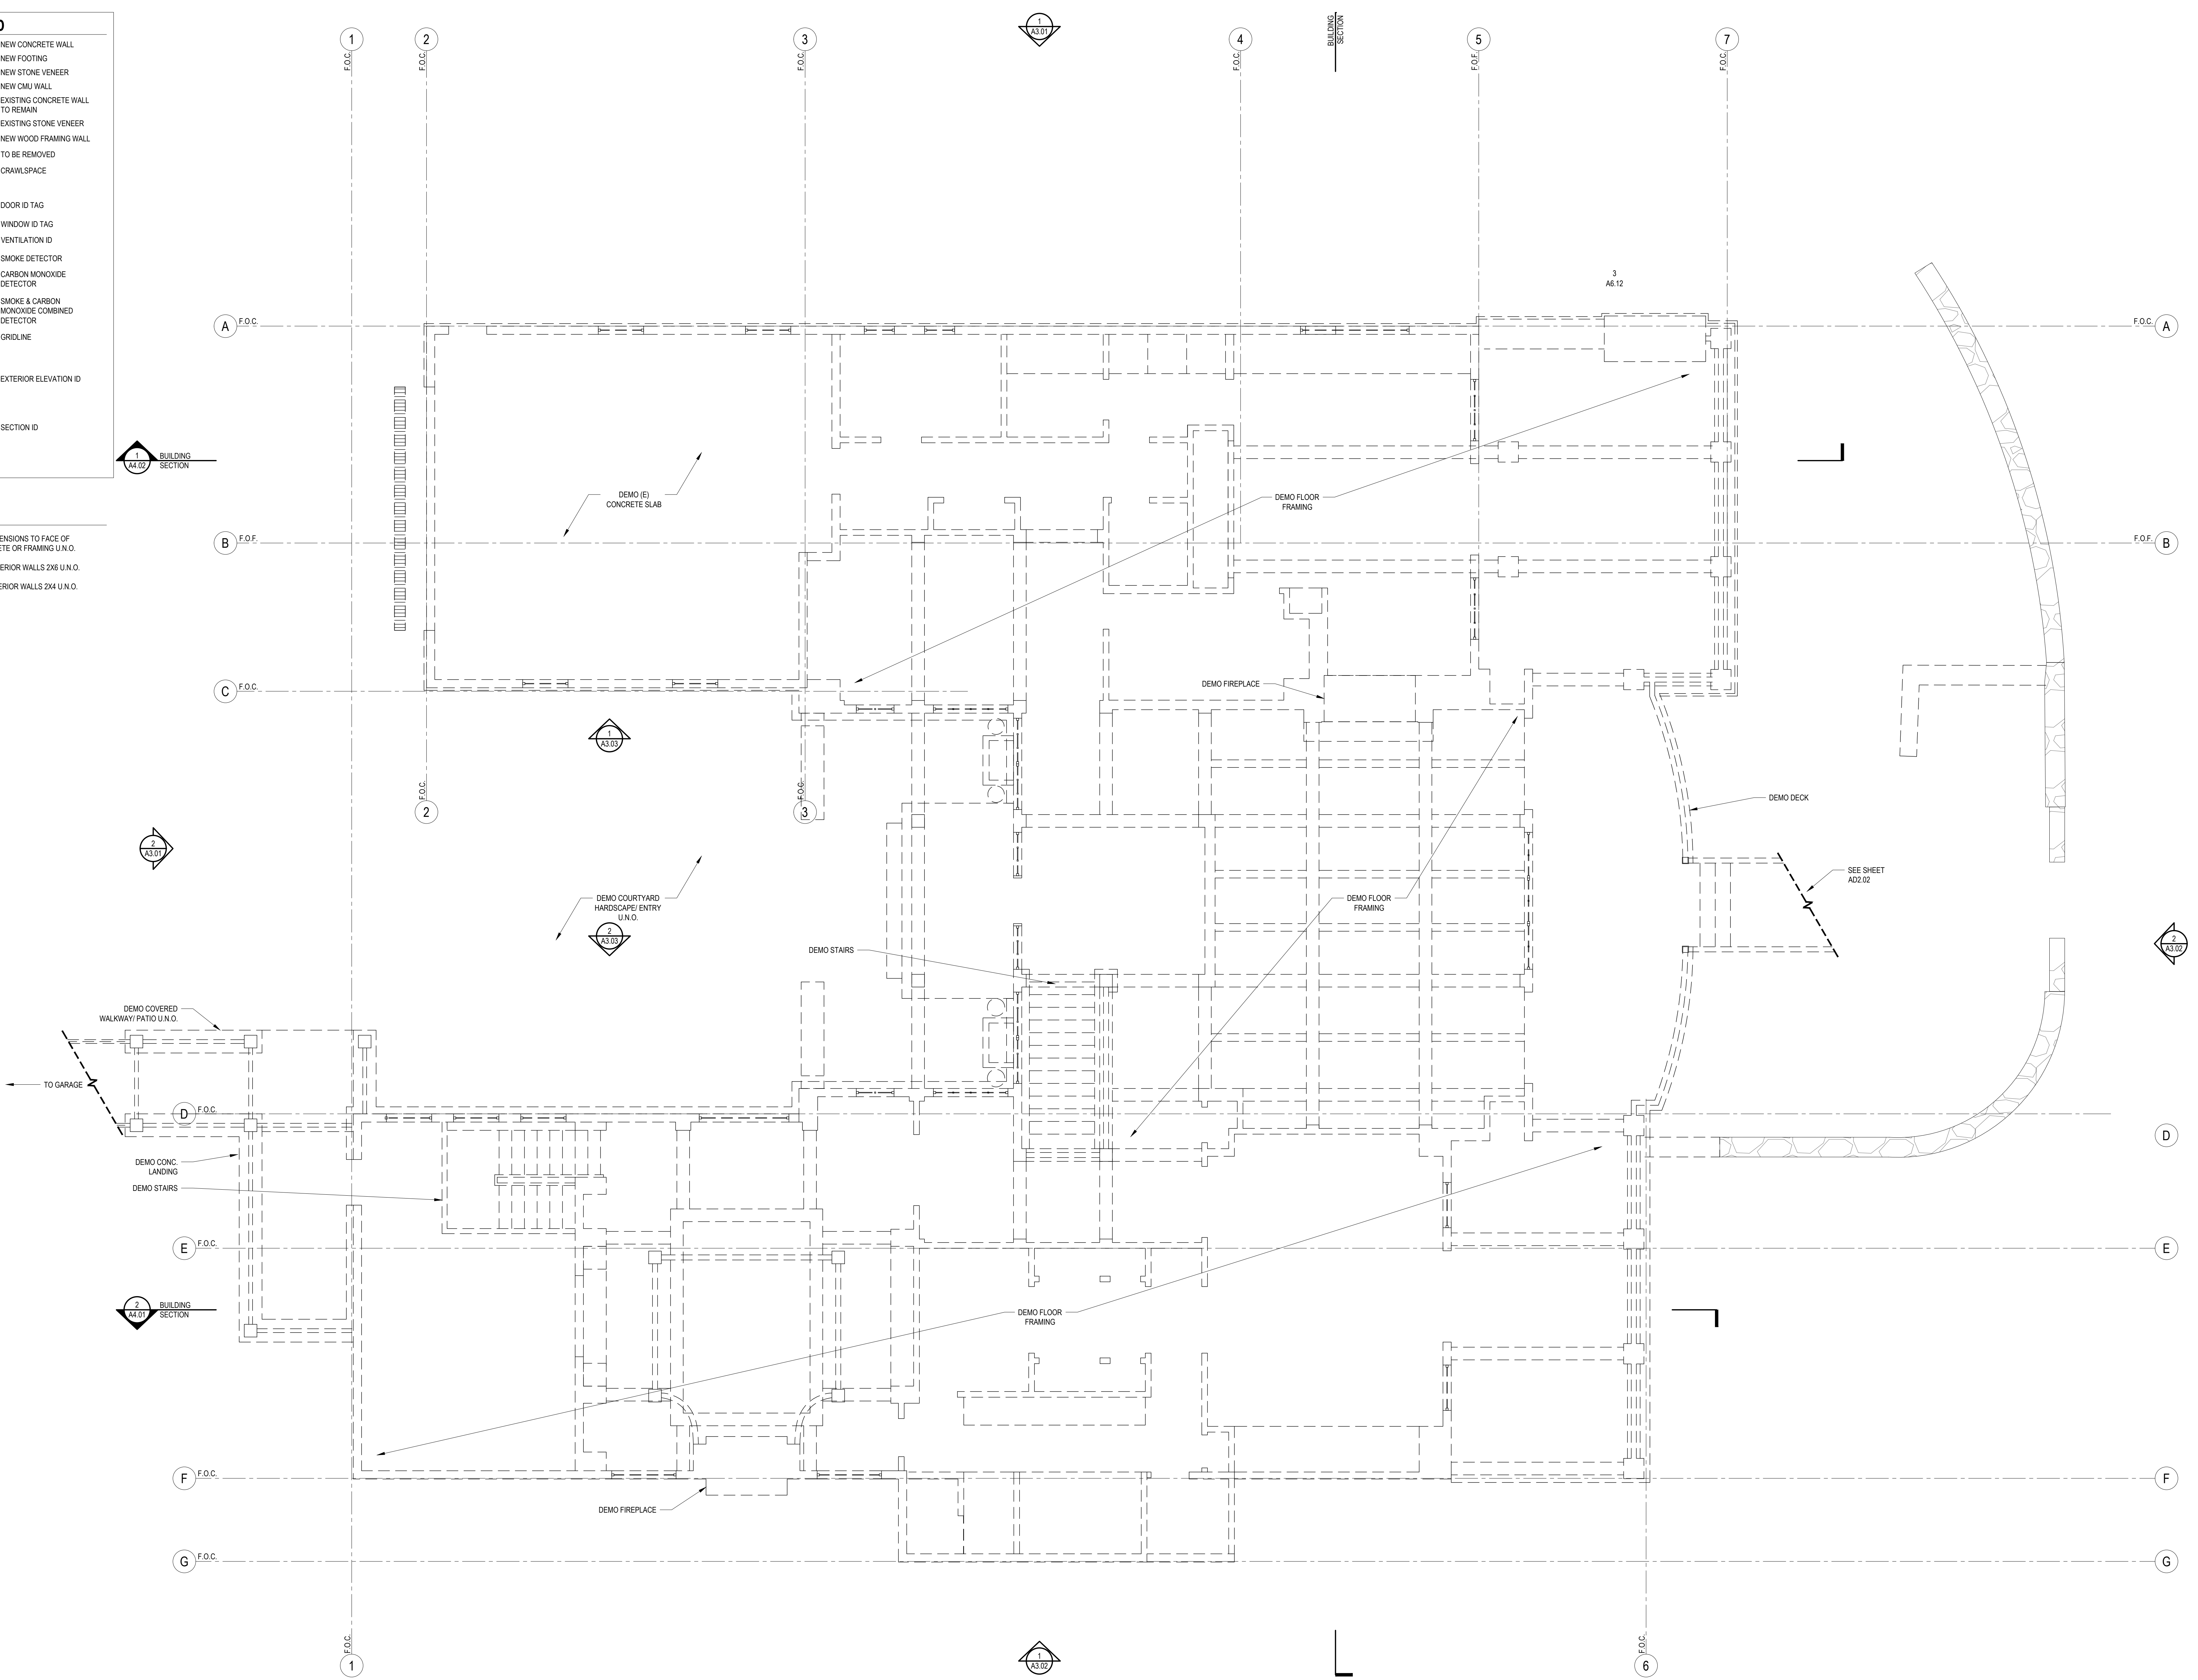 D
NEW CONCRETE WALL
NEW FOOTING
NEW STONE VENEER
NEW CMU WALL
EXISTING CONCRETE WALL
TO REMAIN
EXISTING STONE VENEER
NEW WOOD FRAMING WALL
TO BE REMOVED
CRAWLSPACE
DOOR ID TAG
WINDOW ID TAG
VENTILATION ID
SMOKE DETECTOR
CARBON MONOXIDE
DETECTOR
SMOKE & CARBON
MONOXIDE COMBINED
DETECTOR
GRIDLINE
EXTERIOR ELEVATION ID
SECTION ID
ENSIONS TO FACE OF
ETE OR FRAMING U.N.O.
ERIOR WALLS 2X6 U.N.O.
ERIOR WALLS 2X4 U.N.O.
1
F.O.C.
2
F.O.C.
3
F.O.C.
1
A3.01
4
F.O.C.
BUILDING
SECTION
5
F.O.F.
7
F.O.C.
3
A6.12
A
F.O.C.
F.O.C.
A
1
A4.02
BUILDING
SECTION
DEMO (E)
CONCRETE SLAB
DEMO FLOOR
FRAMING
B
F.O.F.
F.O.F.
B
C
F.O.C.
DEMO FIREPLACE
1
A3.03
F.O.C.
2
F.O.C.
3
DEMO DECK
2
A3.01
SEE SHEET
AD2.02
DEMO COURTYARD
HARDSCAPE/ ENTRY
U.N.O.
2
A3.03
DEMO FLOOR
FRAMING
DEMO STAIRS
2
A3.02
DEMO COVERED
WALKWAY/ PATIO U.N.O.
TO GARAGE
D
F.O.C.
D
DEMO CONC.
LANDING
DEMO STAIRS
E
F.O.C.
E
2
A4.01
BUILDING
SECTION
DEMO FLOOR
FRAMING
F
F.O.C.
F
DEMO FIREPLACE
G
F.O.C.
G
F.O.C.
1
1
A3.02
F.O.C.
6